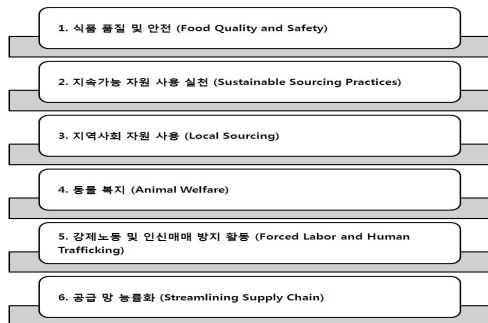 1. 식품 품질 및 안전 (Food Quality and Safety)
2. 지속가능 자원 사용 실천 (Sustainable Sourcing Practices)
3. 지역사회 자원 사용 (Local Sourcing)
4. 동물 복지 (Animal Welfare)
5. 강제노동 및 인신매매 방지 활동 (Forced Labor and Human
Trafficking)
6. 공급 망 능률화 (Streamlining Supply Chain)